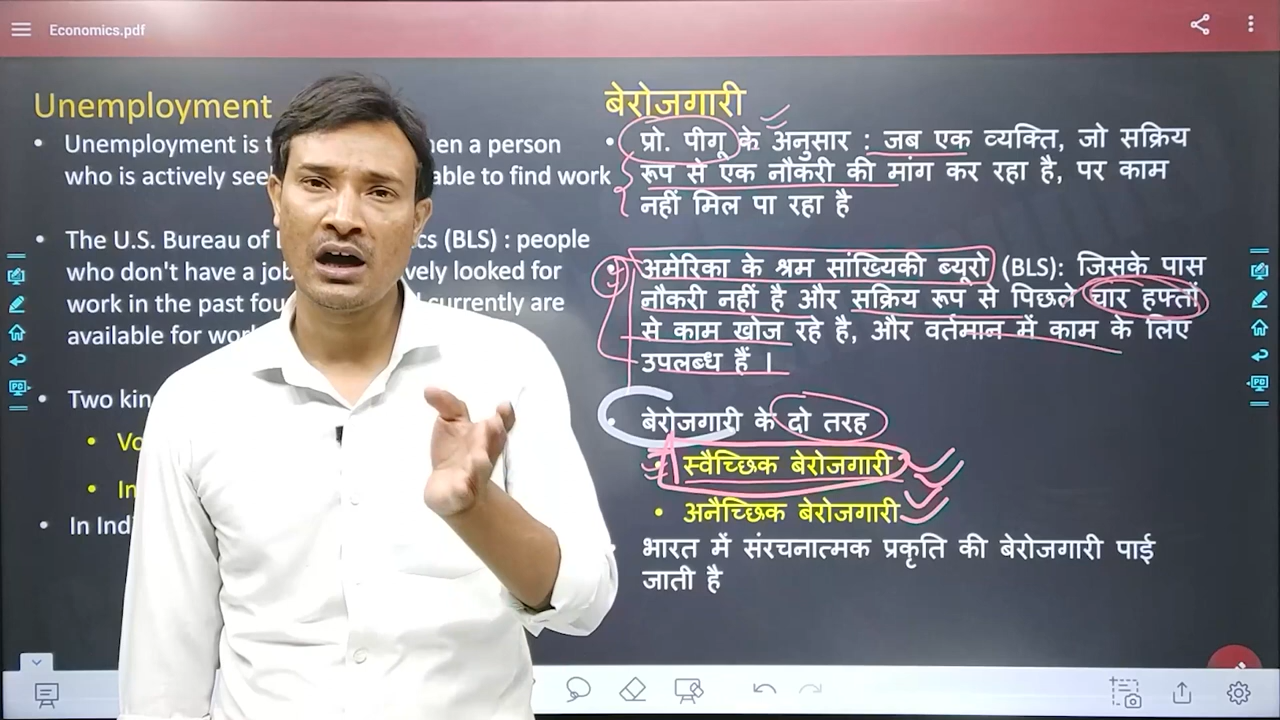 Economics.pdf
Unemployment
• Unemployment is hen a person
who is actively see able to find work
• The U.S. Bureau of cs (BLS) : people
who don't have a job vely looked for
work in the past fou currently are
available for wor
• Two kin
• Vo
• In
• In Indi
बेरोजगारी
• प्रो. पीगू के अनुसार : जब एक व्यक्ति, जो सक्रिय
रूप से एक नौकरी की मांग कर रहा है, पर काम
नहीं मिल पा रहा है
• अमेरिका के श्रम सांख्यिकी ब्यूरो (BLS): जिसके पास
नौकरी नहीं है और सक्रिय रूप से पिछले चार हफ्तों
से काम खोज रहे है, और वर्तमान में काम के लिए
उपलब्ध हैं ।
• बेरोजगारी के दो तरह
• स्वैच्छिक बेरोजगारी
• अनैच्छिक बेरोजगारी
भारत में संरचनात्मक प्रकृति की बेरोजगारी पाई
जाती है